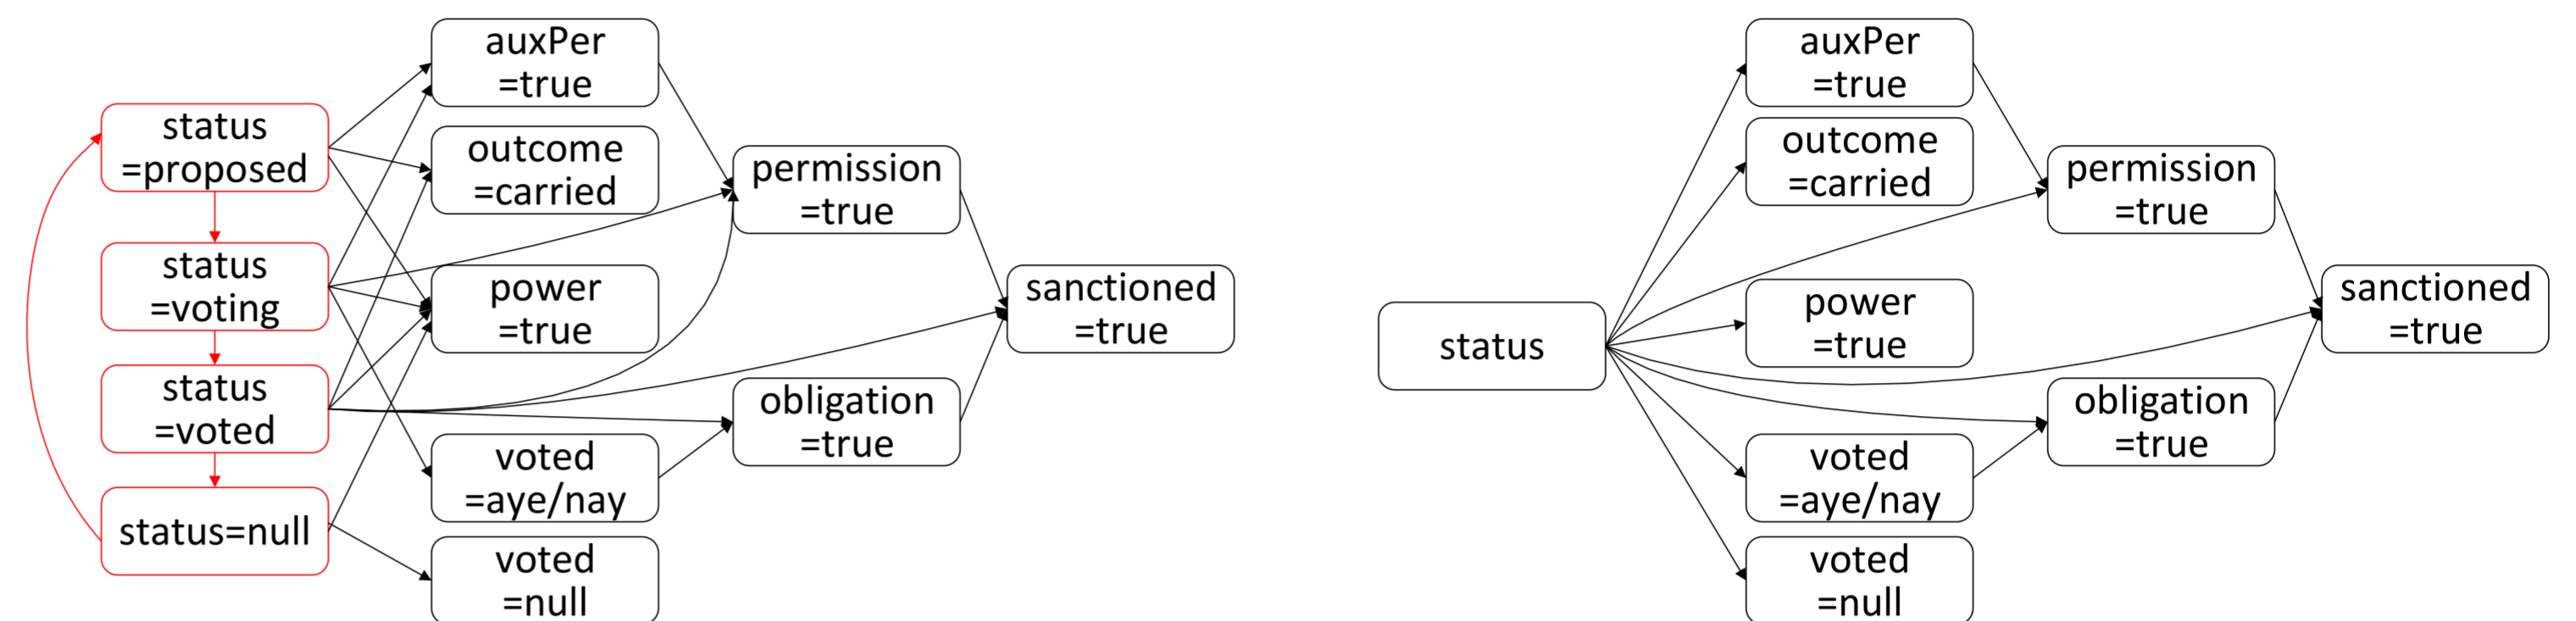 status
=proposed
status
=voting
status
=voted
status=null
auxPer
=true
outcome
=carried
power
=true
voted
=aye/nay
voted
=null
permission
=true
obligation
=true
sanctioned
=true
status
auxPer
=true
outcome
=carried
power
=true
voted
=aye/nay
voted
=null
permission
=true
obligation
=true
sanctioned
=true